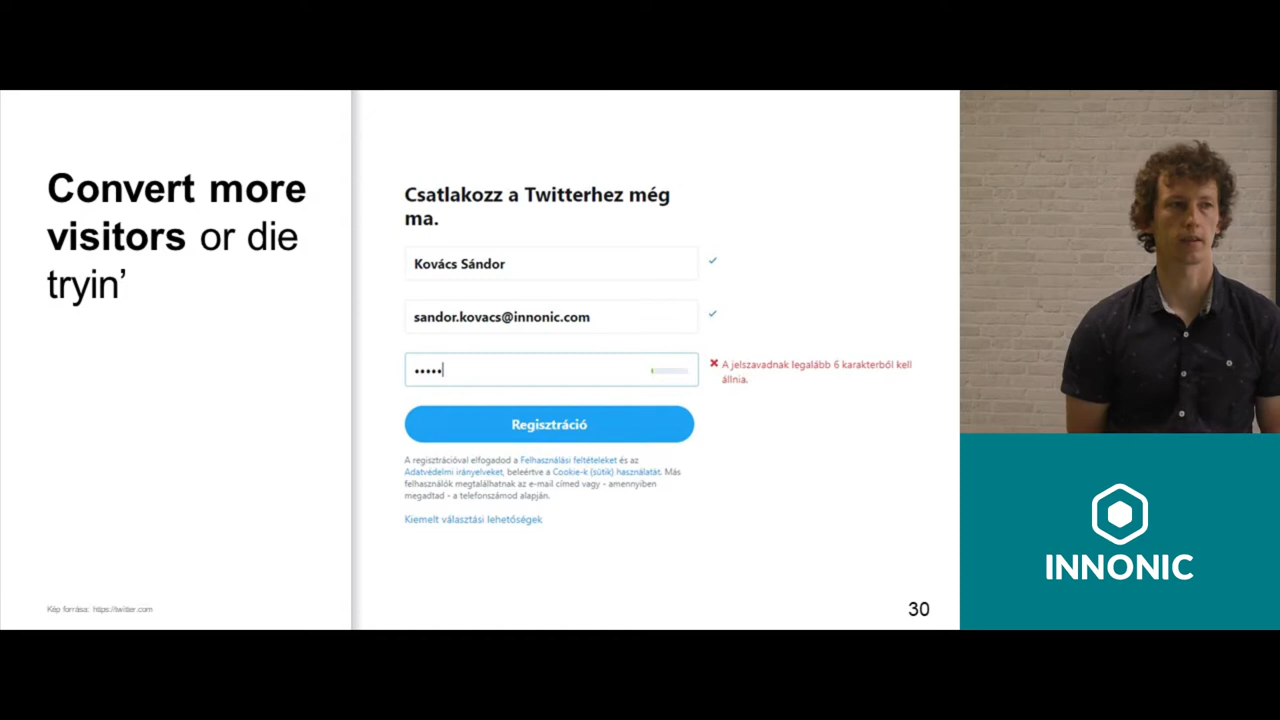 Convert more
visitors or die
tryin’
Csatlakozz a Twitterhez még
ma.
Kovács Sándor
sandor.kovacs@innonic.com
•••••
A jelszavadnak legalább 6 karakterből kell
állnia.
Regisztráció
A regisztrációval elfogadod a Felhasználási feltételeket és az
Adatvédelmi irányelveket, beleértve a Cookie-k (sütik) használatát. Más
felhasználók megtalálhatnak az e-mail címed vagy - amennyiben
megadtad - a telefonszámod alapján.
Kiemelt választási lehetőségek
Kép forrása: https://twitter.com
30
INNONIC